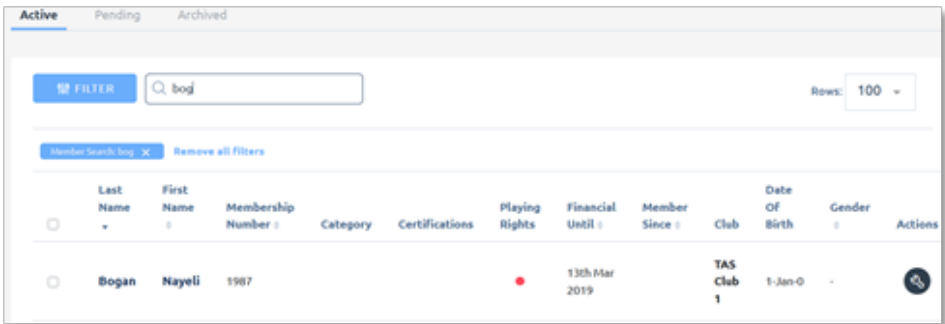 Active Pending Archived
FILTER bog Rows: 100
Member Search: bog X Remove all filters
Last Name First Name Membership Number Category Certifications Playing Rights Financial Until Member Since Club Date Of Birth Gender Actions
Bogan Nayeli 1987 13th Mar 2019 TAS Club 1 1-Jan-0 -